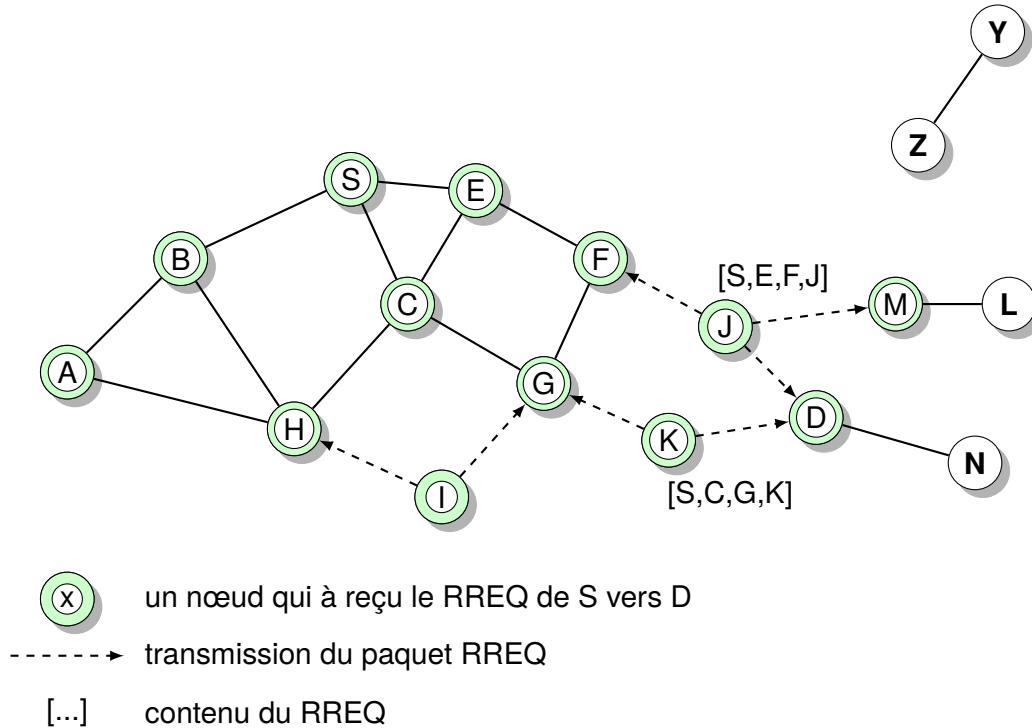 Y
Z
S
E
B
F
[S,E,F,J]
C
M
L
J
A
G
D
H
K
N
I
[S,C,G,K]
x un nœud qui à reçu le RREQ de S vers D
transmission du paquet RREQ
[...] contenu du RREQ